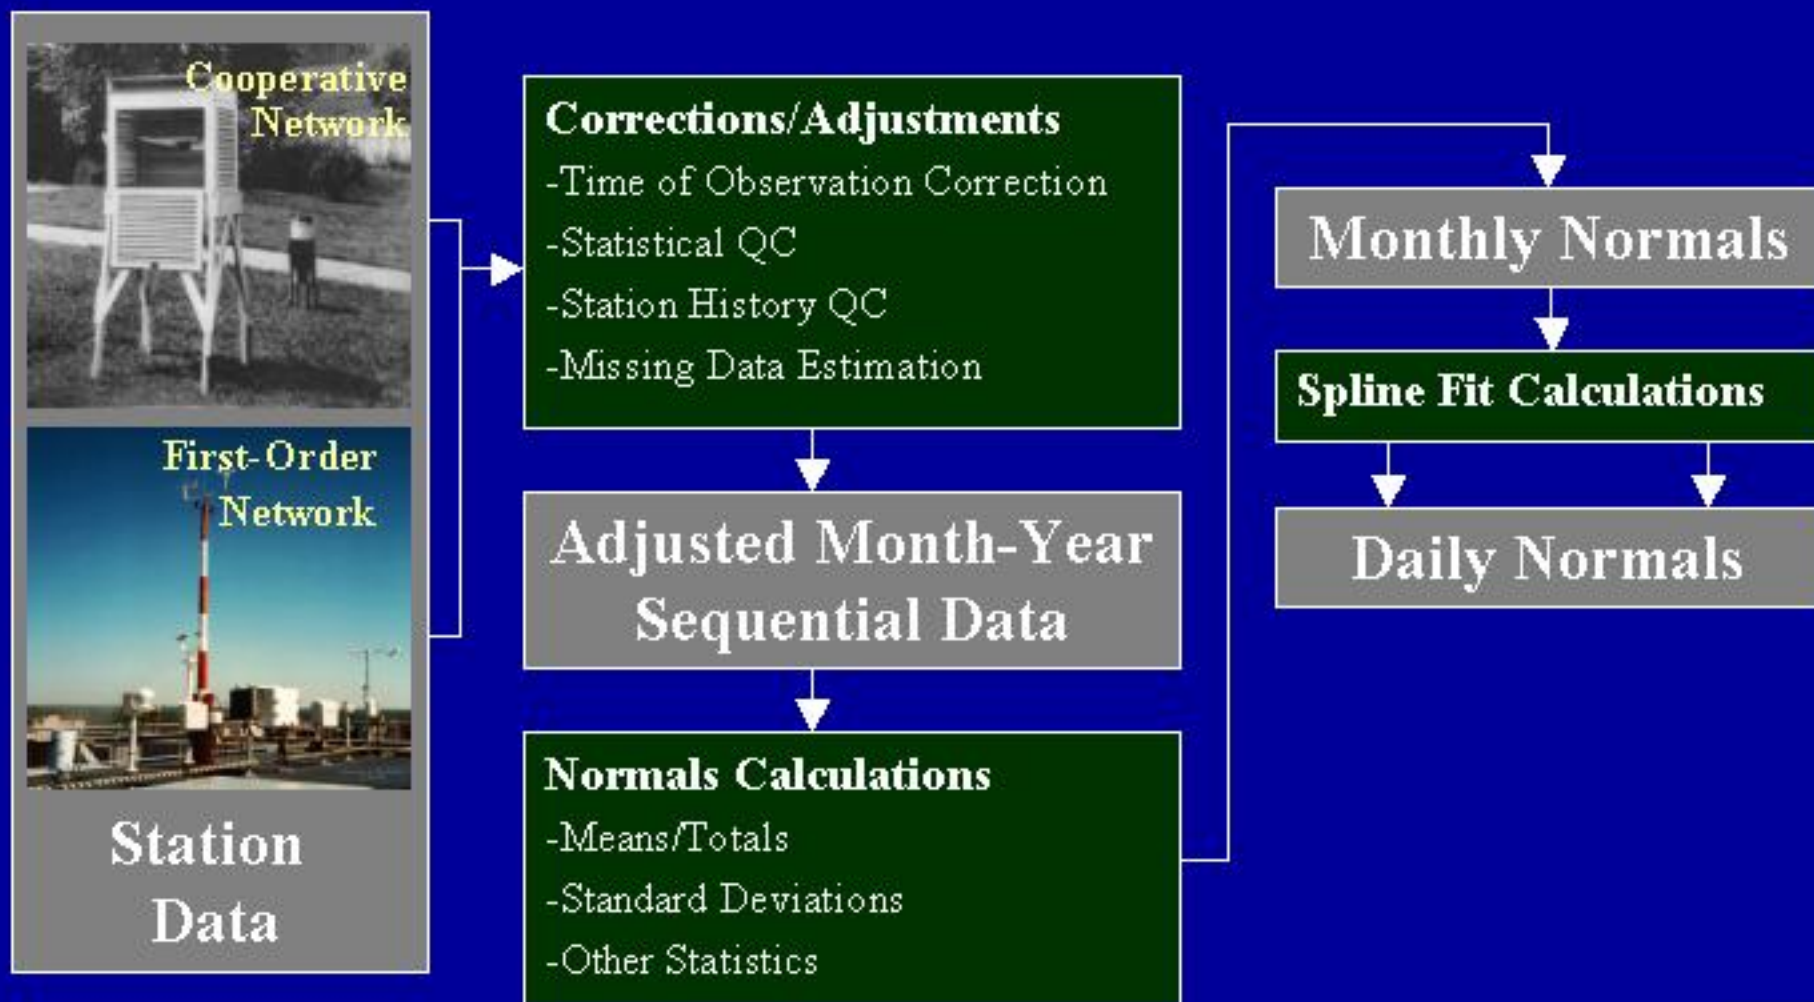 Cooperative
Network
First-Order
Network
Station
Data
Corrections/Adjustments
-Time of Observation Correction
-Statistical QC
-Station History QC
-Missing Data Estimation
Adjusted Month-Year
Sequential Data
Normals Calculations
-Means/Totals
-Standard Deviations
-Other Statistics
Monthly Normals
Spline Fit Calculations
Daily Normals